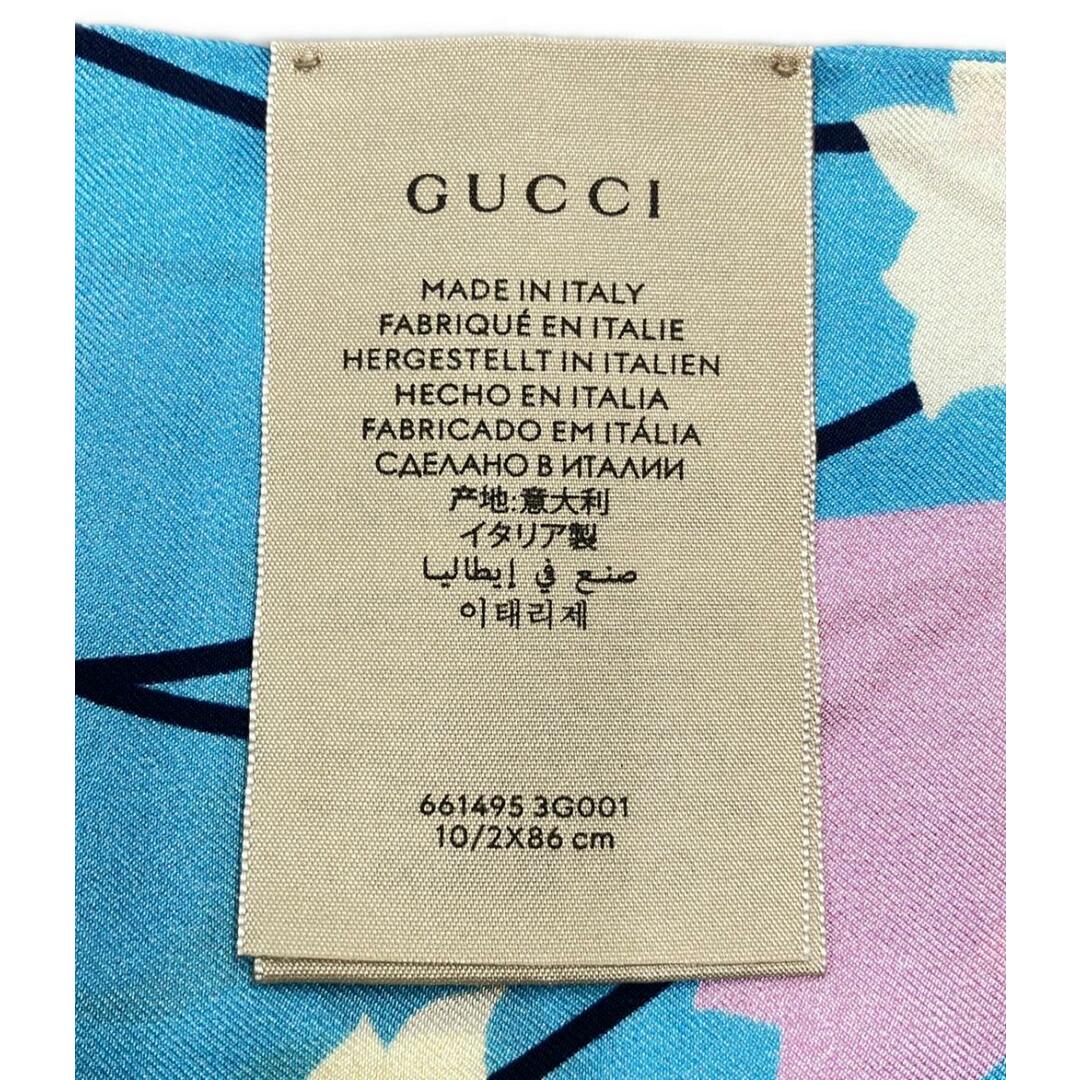 GUCCI
MADE IN ITALY
FABRIQUÉ EN ITALIE
HERGESTELLT IN ITALIEN
HECHO EN ITALIA
FABRICADO EM ITÁLIA
СДЕЛАНО В ИТАЛИИ
产地:意大利
イタリア製
صنع في إيطاليا
이태리제
661495 3G001
10/2X86 cm